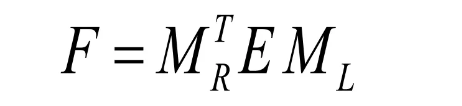 F = M_R^T E M_L